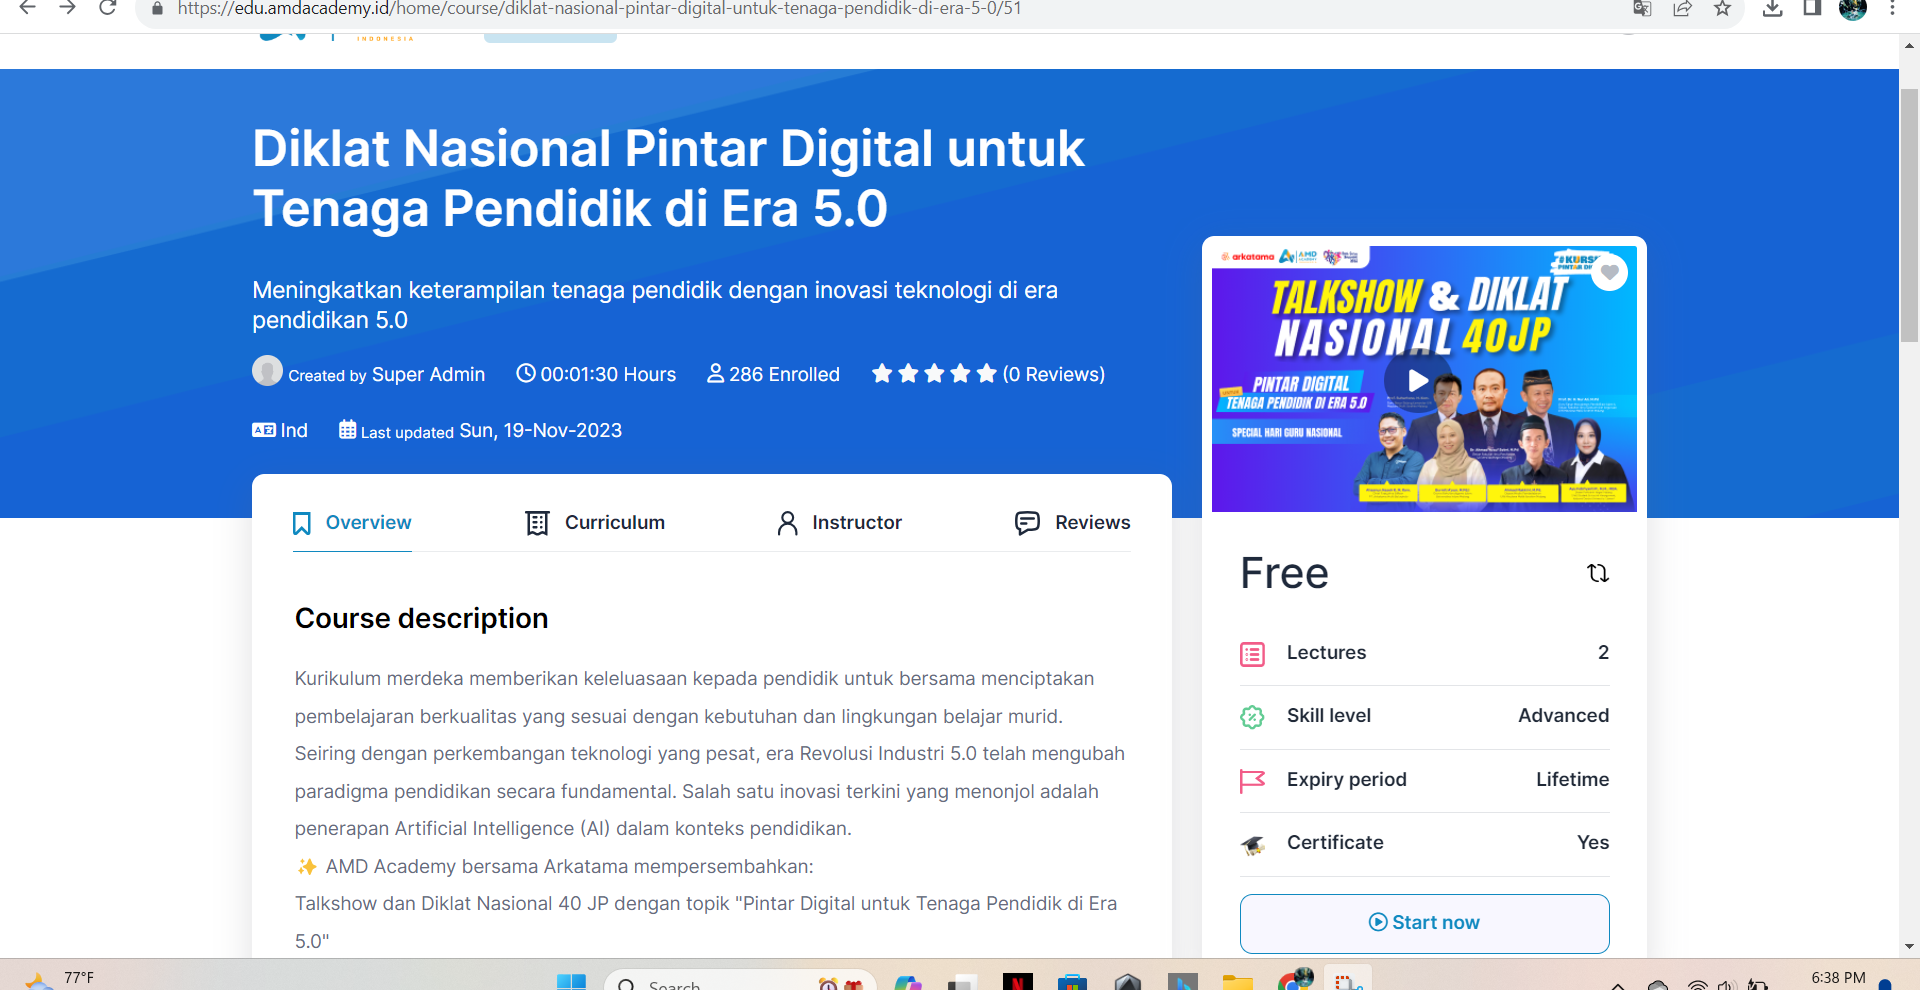 https://edu.amdacademy.id/home/course/diklat-nasional-pintar-digital-untuk-tenaga-pendidik-di-era-5-0/51
INDONESIA
Diklat Nasional Pintar Digital untuk
Tenaga Pendidik di Era 5.0
Meningkatkan keterampilan tenaga pendidik dengan inovasi teknologi di era
pendidikan 5.0
Created by Super Admin
00:01:30 Hours
286 Enrolled
(0 Reviews)
Ind
Last updated Sun, 19-Nov-2023
arkatama
AMD
TALKSHOW & DIKLAT
NASIONAL 40JP
PINTAR DIGITAL
UNTUK
TENAGA PENDIDIK DI ERA 5.0
SPECIAL HARI GURU NASIONAL
Overview
Curriculum
Instructor
Reviews
Course description
Kurikulum merdeka memberikan keleluasaan kepada pendidik untuk bersama menciptakan
pembelajaran berkualitas yang sesuai dengan kebutuhan dan lingkungan belajar murid.
Seiring dengan perkembangan teknologi yang pesat, era Revolusi Industri 5.0 telah mengubah
paradigma pendidikan secara fundamental. Salah satu inovasi terkini yang menonjol adalah
penerapan Artificial Intelligence (AI) dalam konteks pendidikan.
✨ AMD Academy bersama Arkatama mempersembahkan:
Talkshow dan Diklat Nasional 40 JP dengan topik "Pintar Digital untuk Tenaga Pendidik di Era
5.0"
Free
Lectures 2
Skill level Advanced
Expiry period Lifetime
Certificate Yes
Start now
77°F
Search
6:38 PM